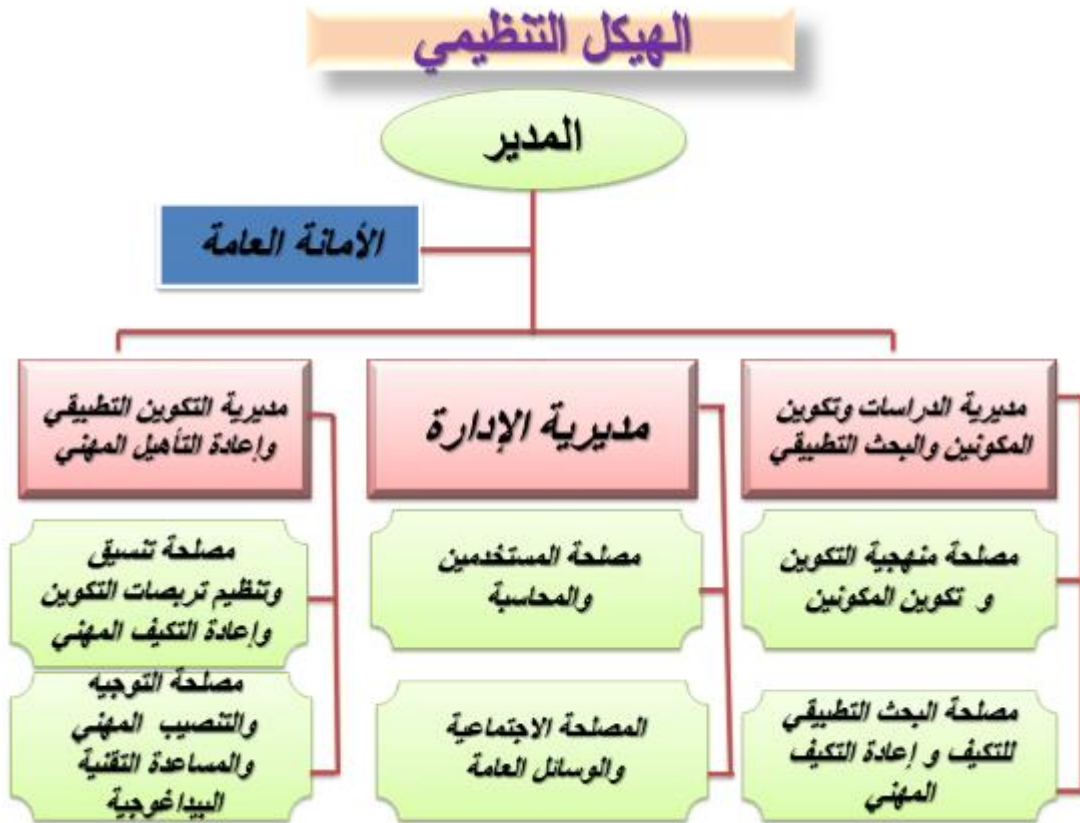 الهيكل التنظيمي
المدير
الأمانة العامة
مديرية الدراسات وتكوين
المكونين والبحث التطبيقي
مديرية الإدارة
مديرية التكوين التطبيقي
وإعادة التأهيل المهني
مصلحة منهجية التكوين
و تكوين المكونين
مصلحة المستخدمين
والمحاسبة
مصلحة تنسيق
وتنظيم تربصات التكوين
وإعادة التكيف المهني
مصلحة البحث التطبيقي
للتكيف و إعادة التكيف
المهني
المصلحة الاجتماعية
والوسائل العامة
مصلحة التوجيه
والتنصيب المهني
والمساعدة التقنية
البيداغوجية